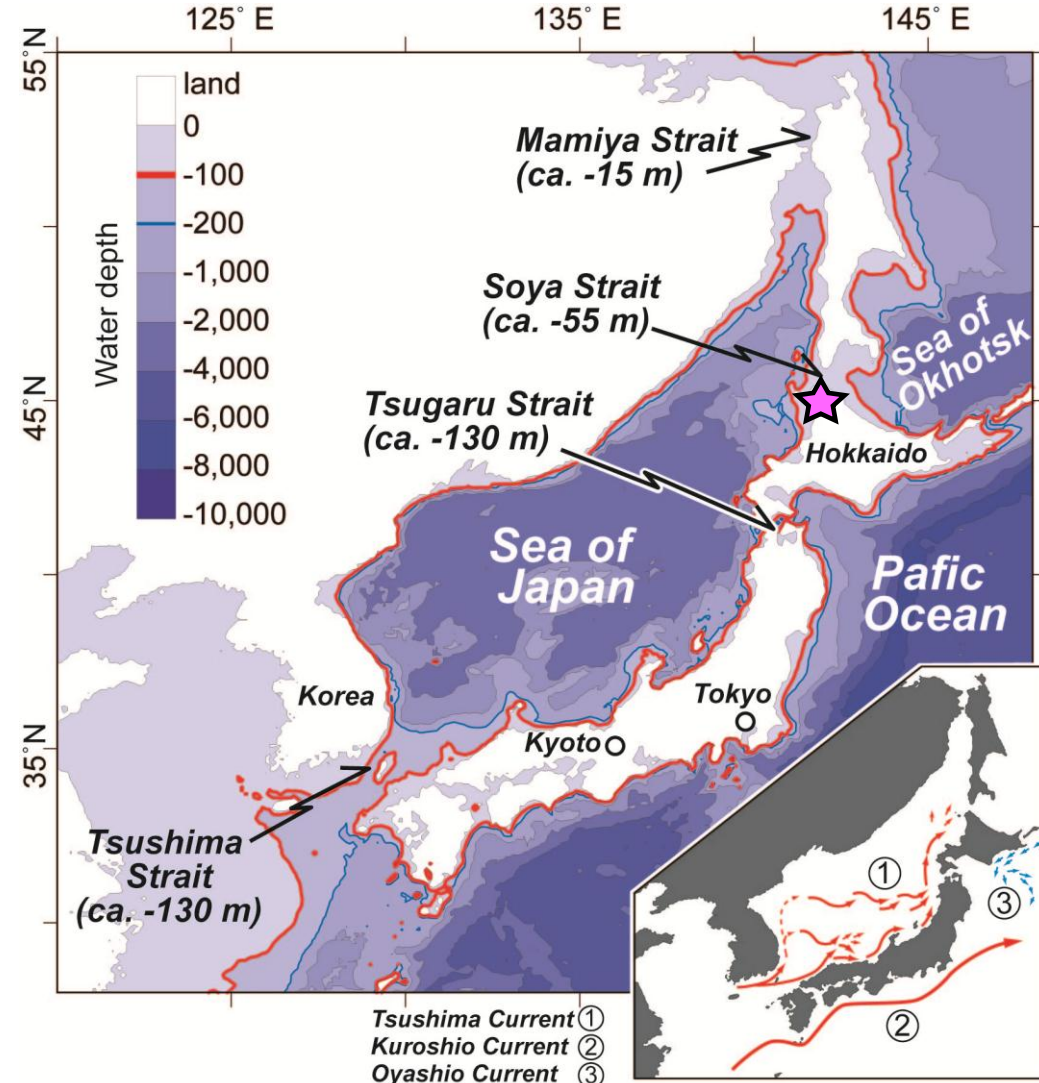 125° E
135° E
145° E
55°N
45°N
35°N
Water depth
land
0
-100
-200
-1,000
-2,000
-4,000
-6,000
-8,000
-10,000
Mamiya Strait
(ca. -15 m)
Soya Strait
(ca. -55 m)
Tsugaru Strait
(ca. -130 m)
Sea of
Okhotsk
Hokkaido
Sea of
Japan
Pafic
Ocean
Korea
Tokyo
Kyoto
Tsushima
Strait
(ca. -130 m)
①
③
②
Tsushima Current ①
Kuroshio Current ②
Oyashio Current ③